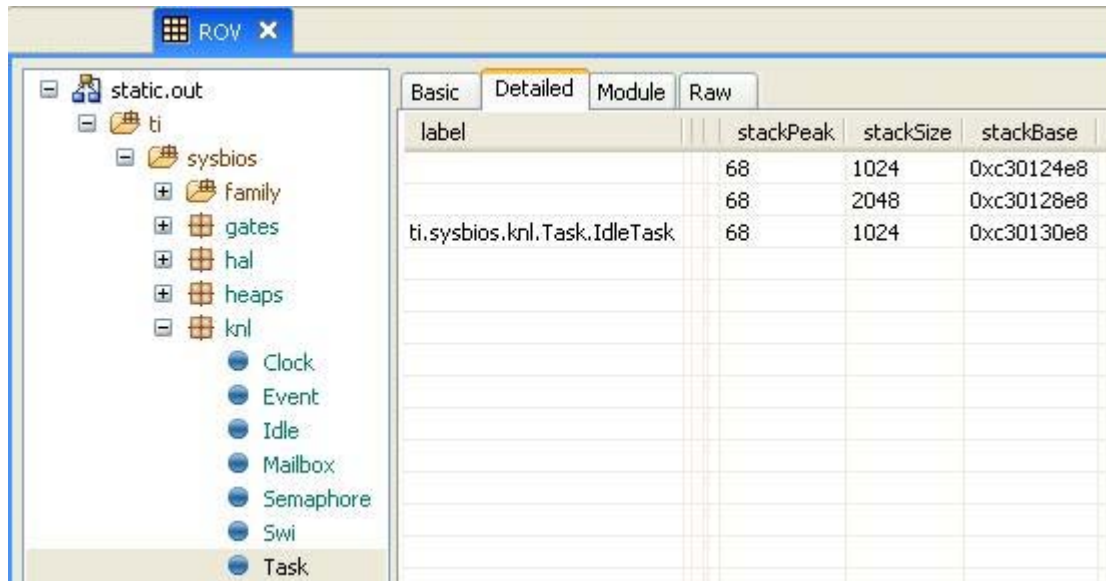 ROV
static.out
ti
sysbios
family
gates
hal
heaps
knl
Clock
Event
Idle
Mailbox
Semaphore
Swi
Task
Basic Detailed Module Raw
label stackPeak stackSize stackBase
68 1024 0xc30124e8
68 2048 0xc30128e8
ti.sysbios.knl.Task.IdleTask 68 1024 0xc30130e8